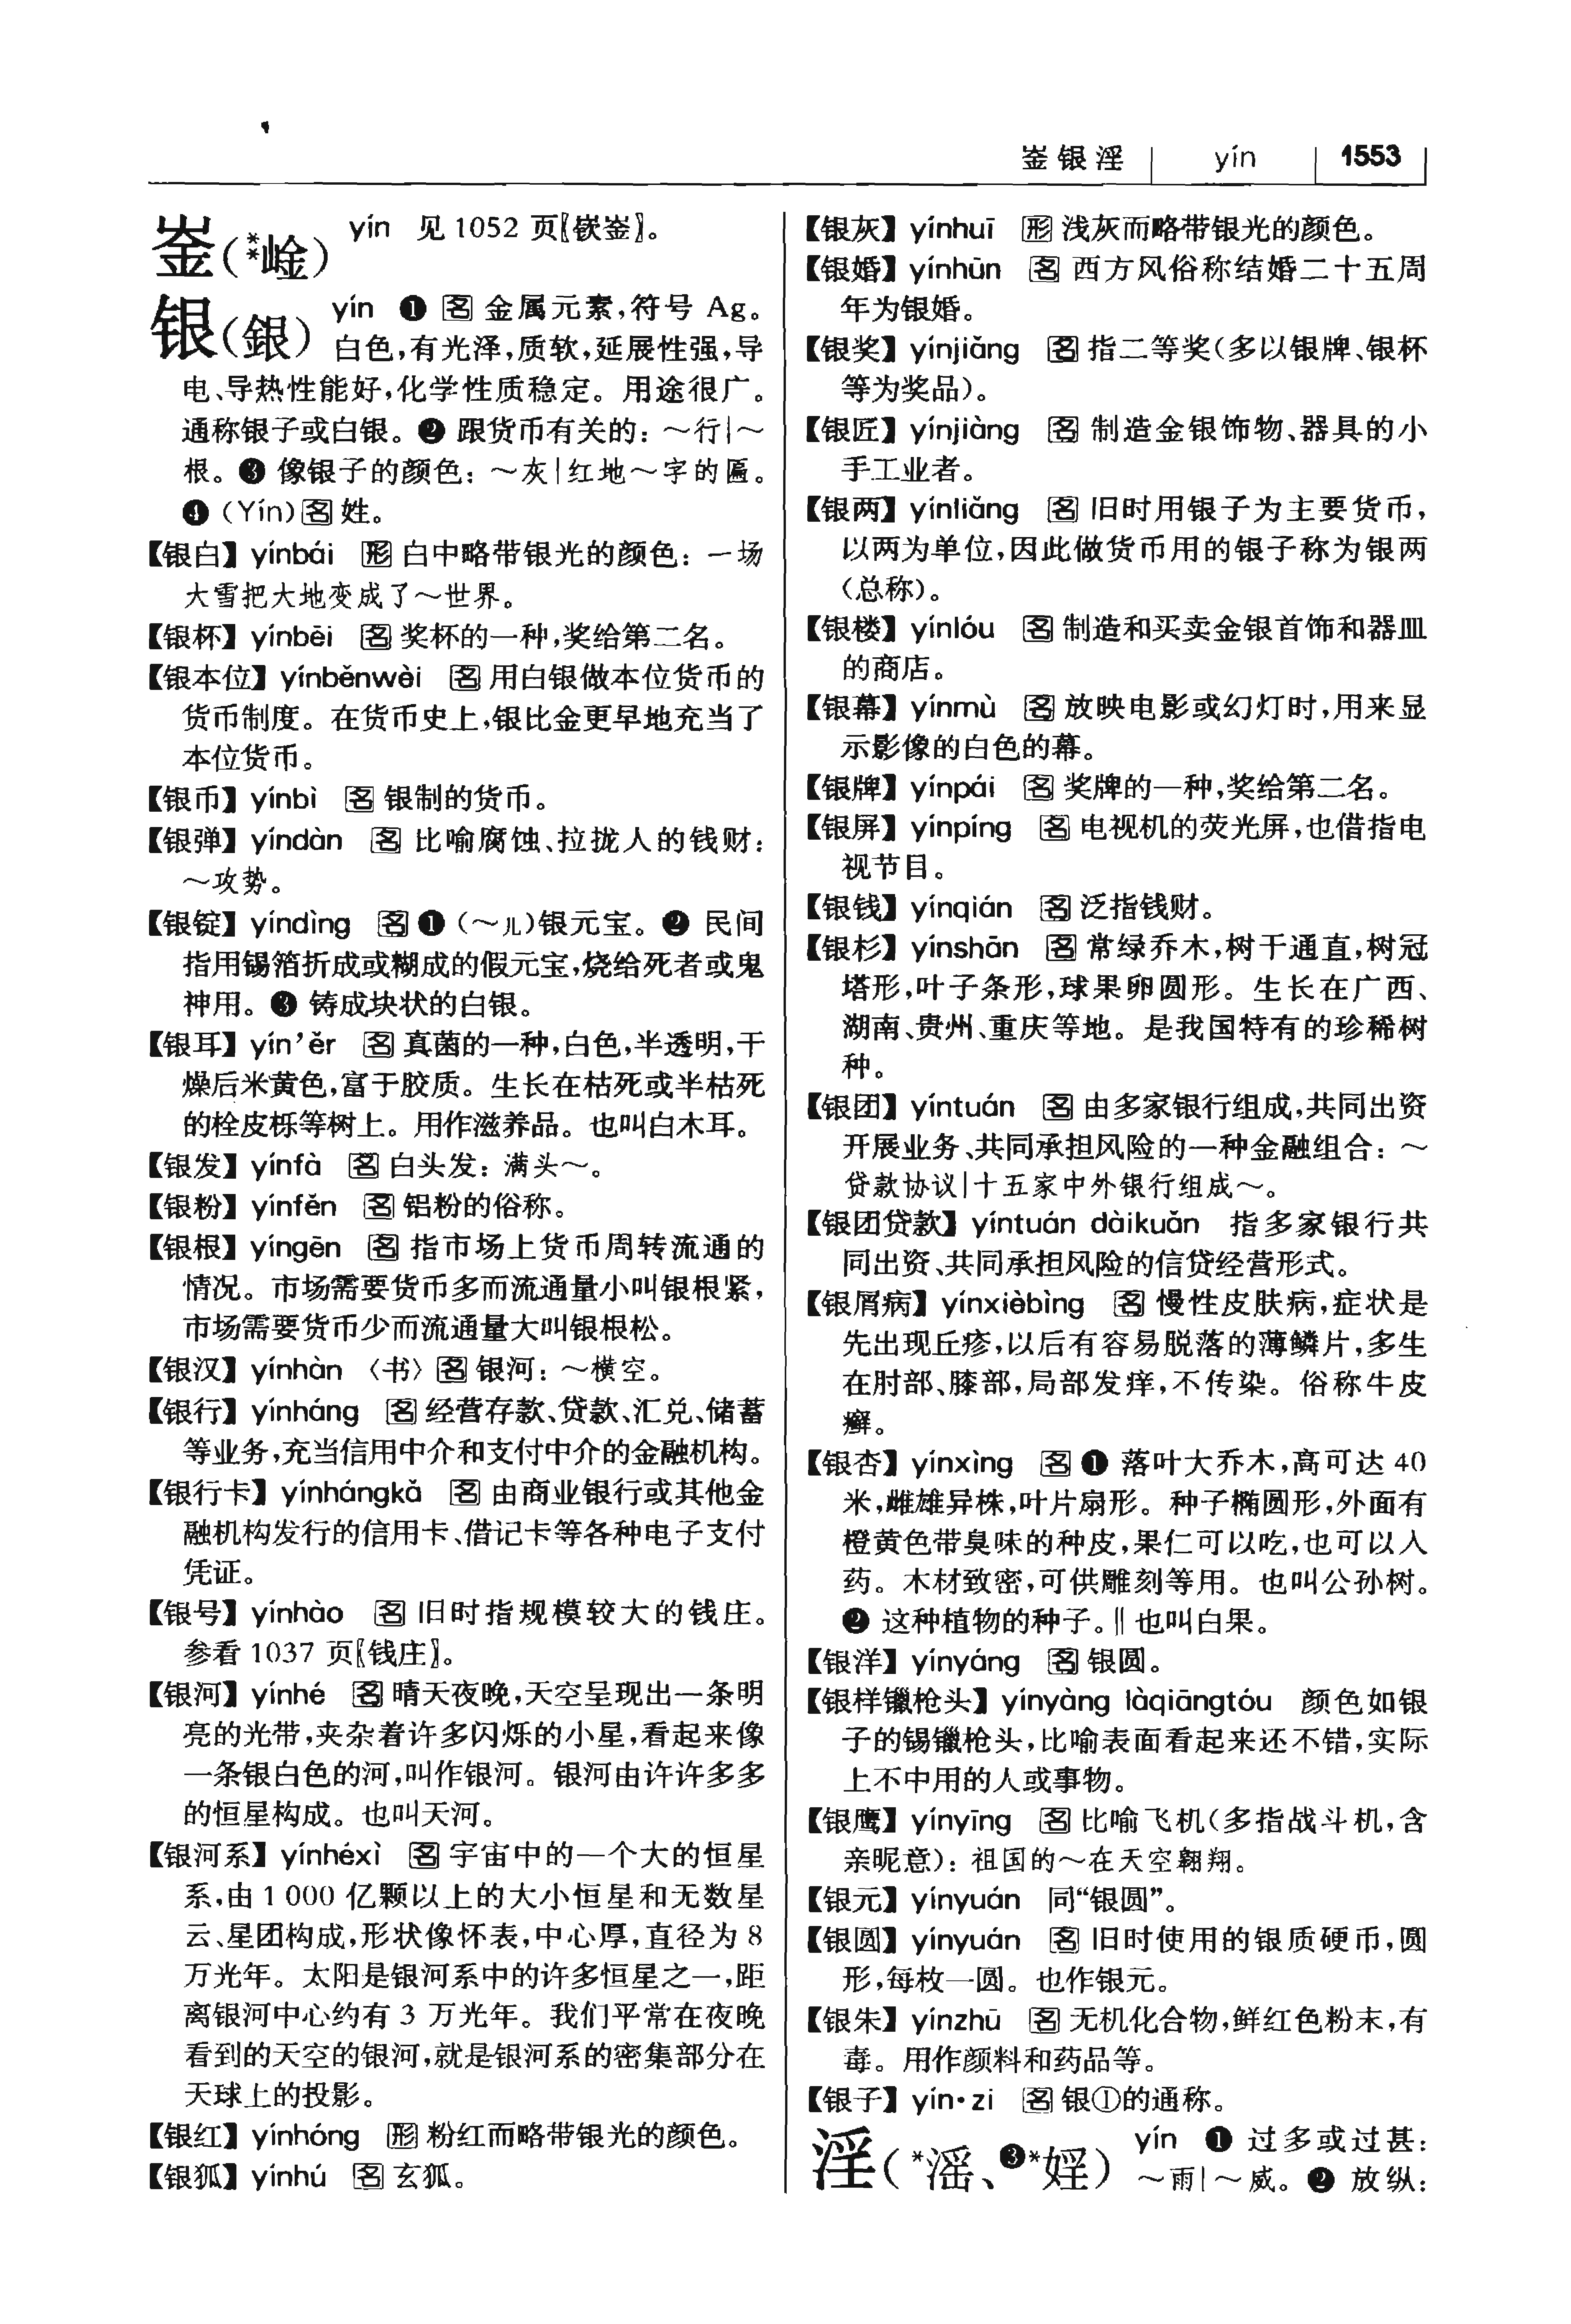 崟银淫 yín 1553
崟(**崯) yín 见 1052 页〖嵚崟〗。
银(銀) yín ❶ 名 金属元素,符号 Ag。
白色,有光泽,质软,延展性强,导
电、导热性能好,化学性质稳定。用途很广。
通称银子或白银。❷ 跟货币有关的:～行|～
根。❸ 像银子的颜色:～灰|红地～字的匾。
❹ (Yín)名 姓。
【银白】yínbái 形 白中略带银光的颜色:一场
大雪把大地变成了～世界。
【银杯】yínbēi 名 奖杯的一种,奖给第二名。
【银本位】yínběnwèi 名 用白银做本位货币的
货币制度。在货币史上,银比金更早地充当了
本位货币。
【银币】yínbì 名 银制的货币。
【银弹】yíndàn 名 比喻腐蚀、拉拢人的钱财:
～攻势。
【银锭】yíndìng 名 ❶ (～儿)银元宝。❷ 民间
指用锡箔折成或糊成的假元宝,烧给死者或鬼
神用。❸ 铸成块状的白银。
【银耳】yín’ěr 名 真菌的一种,白色,半透明,干
燥后米黄色,富于胶质。生长在枯死或半枯死
的栓皮栎等树上。用作滋养品。也叫白木耳。
【银发】yínfà 名 白头发:满头～。
【银粉】yínfěn 名 铝粉的俗称。
【银根】yíngēn 名 指市场上货币周转流通的
情况。市场需要货币多而流通量小叫银根紧,
市场需要货币少而流通量大叫银根松。
【银汉】yínhàn 〈书〉名 银河:～横空。
【银行】yínháng 名 经营存款、贷款、汇兑、储蓄
等业务,充当信用中介和支付中介的金融机构。
【银行卡】yínhángkǎ 名 由商业银行或其他金
融机构发行的信用卡、借记卡等各种电子支付
凭证。
【银号】yínhào 名 旧时指规模较大的钱庄。
参看 1037 页〖钱庄〗。
【银河】yínhé 名 晴天夜晚,天空呈现出一条明
亮的光带,夹杂着许多闪烁的小星,看起来像
一条银白色的河,叫作银河。银河由许许多多
的恒星构成。也叫天河。
【银河系】yínhéxì 名 宇宙中的一个大的恒星
系,由 1 000 亿颗以上的大小恒星和无数星
云、星团构成,形状像怀表,中心厚,直径为 8
万光年。太阳是银河系中的许多恒星之一,距
离银河中心约有 3 万光年。我们平常在夜晚
看到的天空的银河,就是银河系的密集部分在
天球上的投影。
【银红】yínhóng 形 粉红而略带银光的颜色。
【银狐】yínhú 名 玄狐。
【银灰】yínhuī 形 浅灰而略带银光的颜色。
【银婚】yínhūn 名 西方风俗称结婚二十五周
年为银婚。
【银奖】yínjiǎng 名 指二等奖(多以银牌、银杯
等为奖品)。
【银匠】yínjiàng 名 制造金银饰物、器具的小
手工业者。
【银两】yínliǎng 名 旧时用银子为主要货币,
以两为单位,因此做货币用的银子称为银两
(总称)。
【银楼】yínlóu 名 制造和买卖金银首饰和器皿
的商店。
【银幕】yínmù 名 放映电影或幻灯时,用来显
示影像的白色的幕。
【银牌】yínpái 名 奖牌的一种,奖给第二名。
【银屏】yínpíng 名 电视机的荧光屏,也借指电
视节目。
【银钱】yínqián 名 泛指钱财。
【银杉】yínshān 名 常绿乔木,树干通直,树冠
塔形,叶子条形,球果卵圆形。生长在广西、
湖南、贵州、重庆等地。是我国特有的珍稀树
种。
【银团】yíntuán 名 由多家银行组成,共同出资
开展业务、共同承担风险的一种金融组合:～
贷款协议|十五家中外银行组成～。
【银团贷款】yíntuán dàikuǎn 指多家银行共
同出资、共同承担风险的信贷经营形式。
【银屑病】yínxièbìng 名 慢性皮肤病,症状是
先出现丘疹,以后有容易脱落的薄鳞片,多生
在肘部、膝部,局部发痒,不传染。俗称牛皮
癣。
【银杏】yínxìng 名 ❶ 落叶大乔木,高可达 40
米,雌雄异株,叶片扇形。种子椭圆形,外面有
橙黄色带臭味的种皮,果仁可以吃,也可以入
药。木材致密,可供雕刻等用。也叫公孙树。
❷ 这种植物的种子。‖ 也叫白果。
【银洋】yínyáng 名 银圆。
【银样镴枪头】yínyàng làqiāngtóu 颜色如银
子的锡镴枪头,比喻表面看起来还不错,实际
上不中用的人或事物。
【银鹰】yínyīng 名 比喻飞机(多指战斗机,含
亲昵意):祖国的～在天空翱翔。
【银元】yínyuán 同“银圆”。
【银圆】yínyuán 名 旧时使用的银质硬币,圆
形,每枚一圆。也作银元。
【银朱】yínzhū 名 无机化合物,鲜红色粉末,有
毒。用作颜料和药品等。
【银子】yín·zi 名 银①的通称。
淫(*滛、❸*婬) yín ❶ 过多或过甚:
～雨|～威。❷ 放纵: